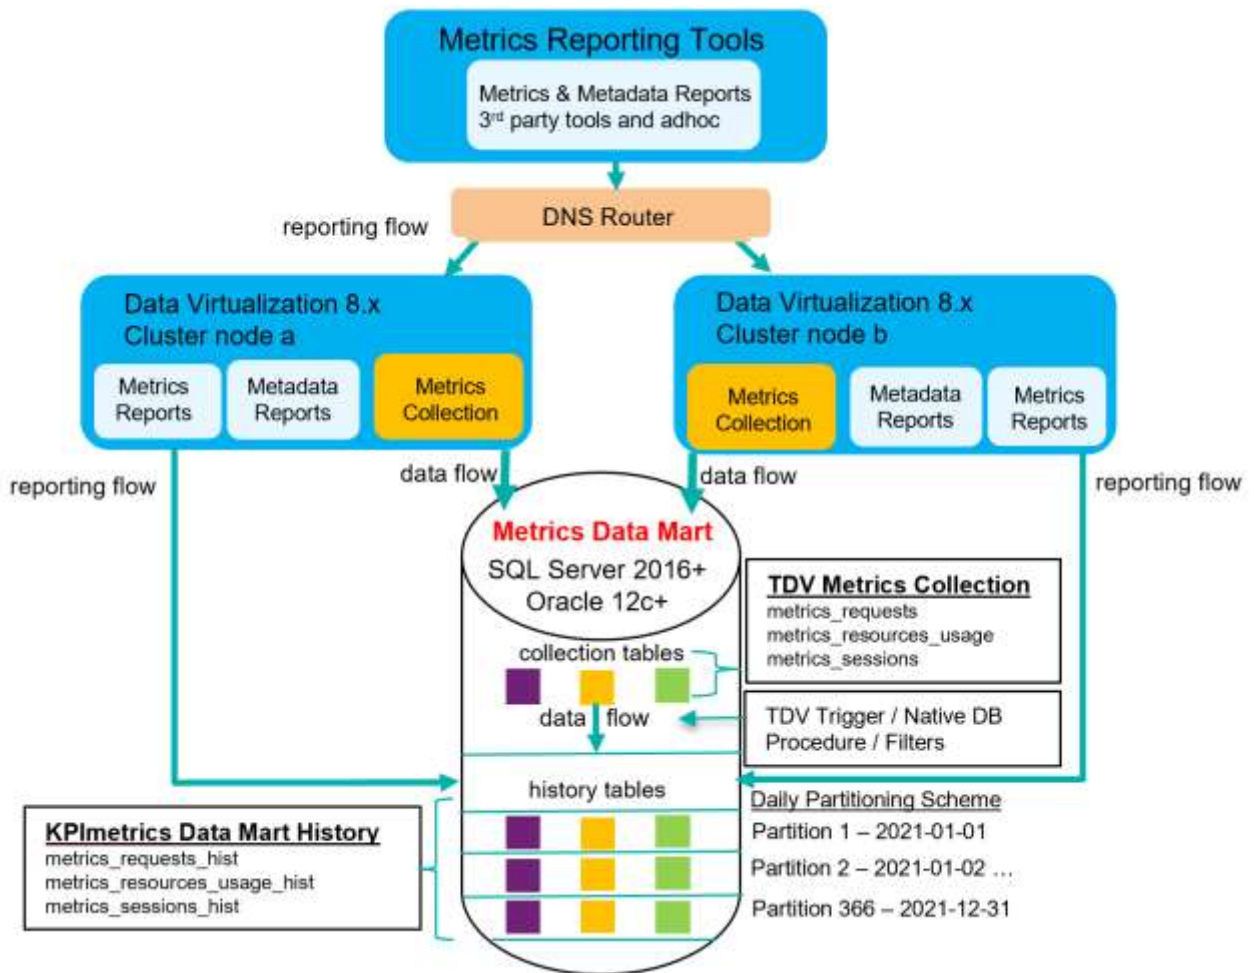 Metrics Reporting Tools
Metrics & Metadata Reports
3rd party tools and adhoc
DNS Router
reporting flow
Data Virtualization 8.x
Cluster node a
Metrics
Reports
Metadata
Reports
Metrics
Collection
Data Virtualization 8.x
Cluster node b
Metrics
Collection
Metadata
Reports
Metrics
Reports
reporting flow
data flow
data flow
reporting flow
Metrics Data Mart
SQL Server 2016+
Oracle 12c+
TDV Metrics Collection
metrics_requests
metrics_resources_usage
metrics_sessions
collection tables
data flow
TDV Trigger / Native DB
Procedure / Filters
history tables
Daily Partitioning Scheme
Partition 1 – 2021-01-01
Partition 2 – 2021-01-02 ...
Partition 366 – 2021-12-31
KPImetrics Data Mart History
metrics_requests_hist
metrics_resources_usage_hist
metrics_sessions_hist